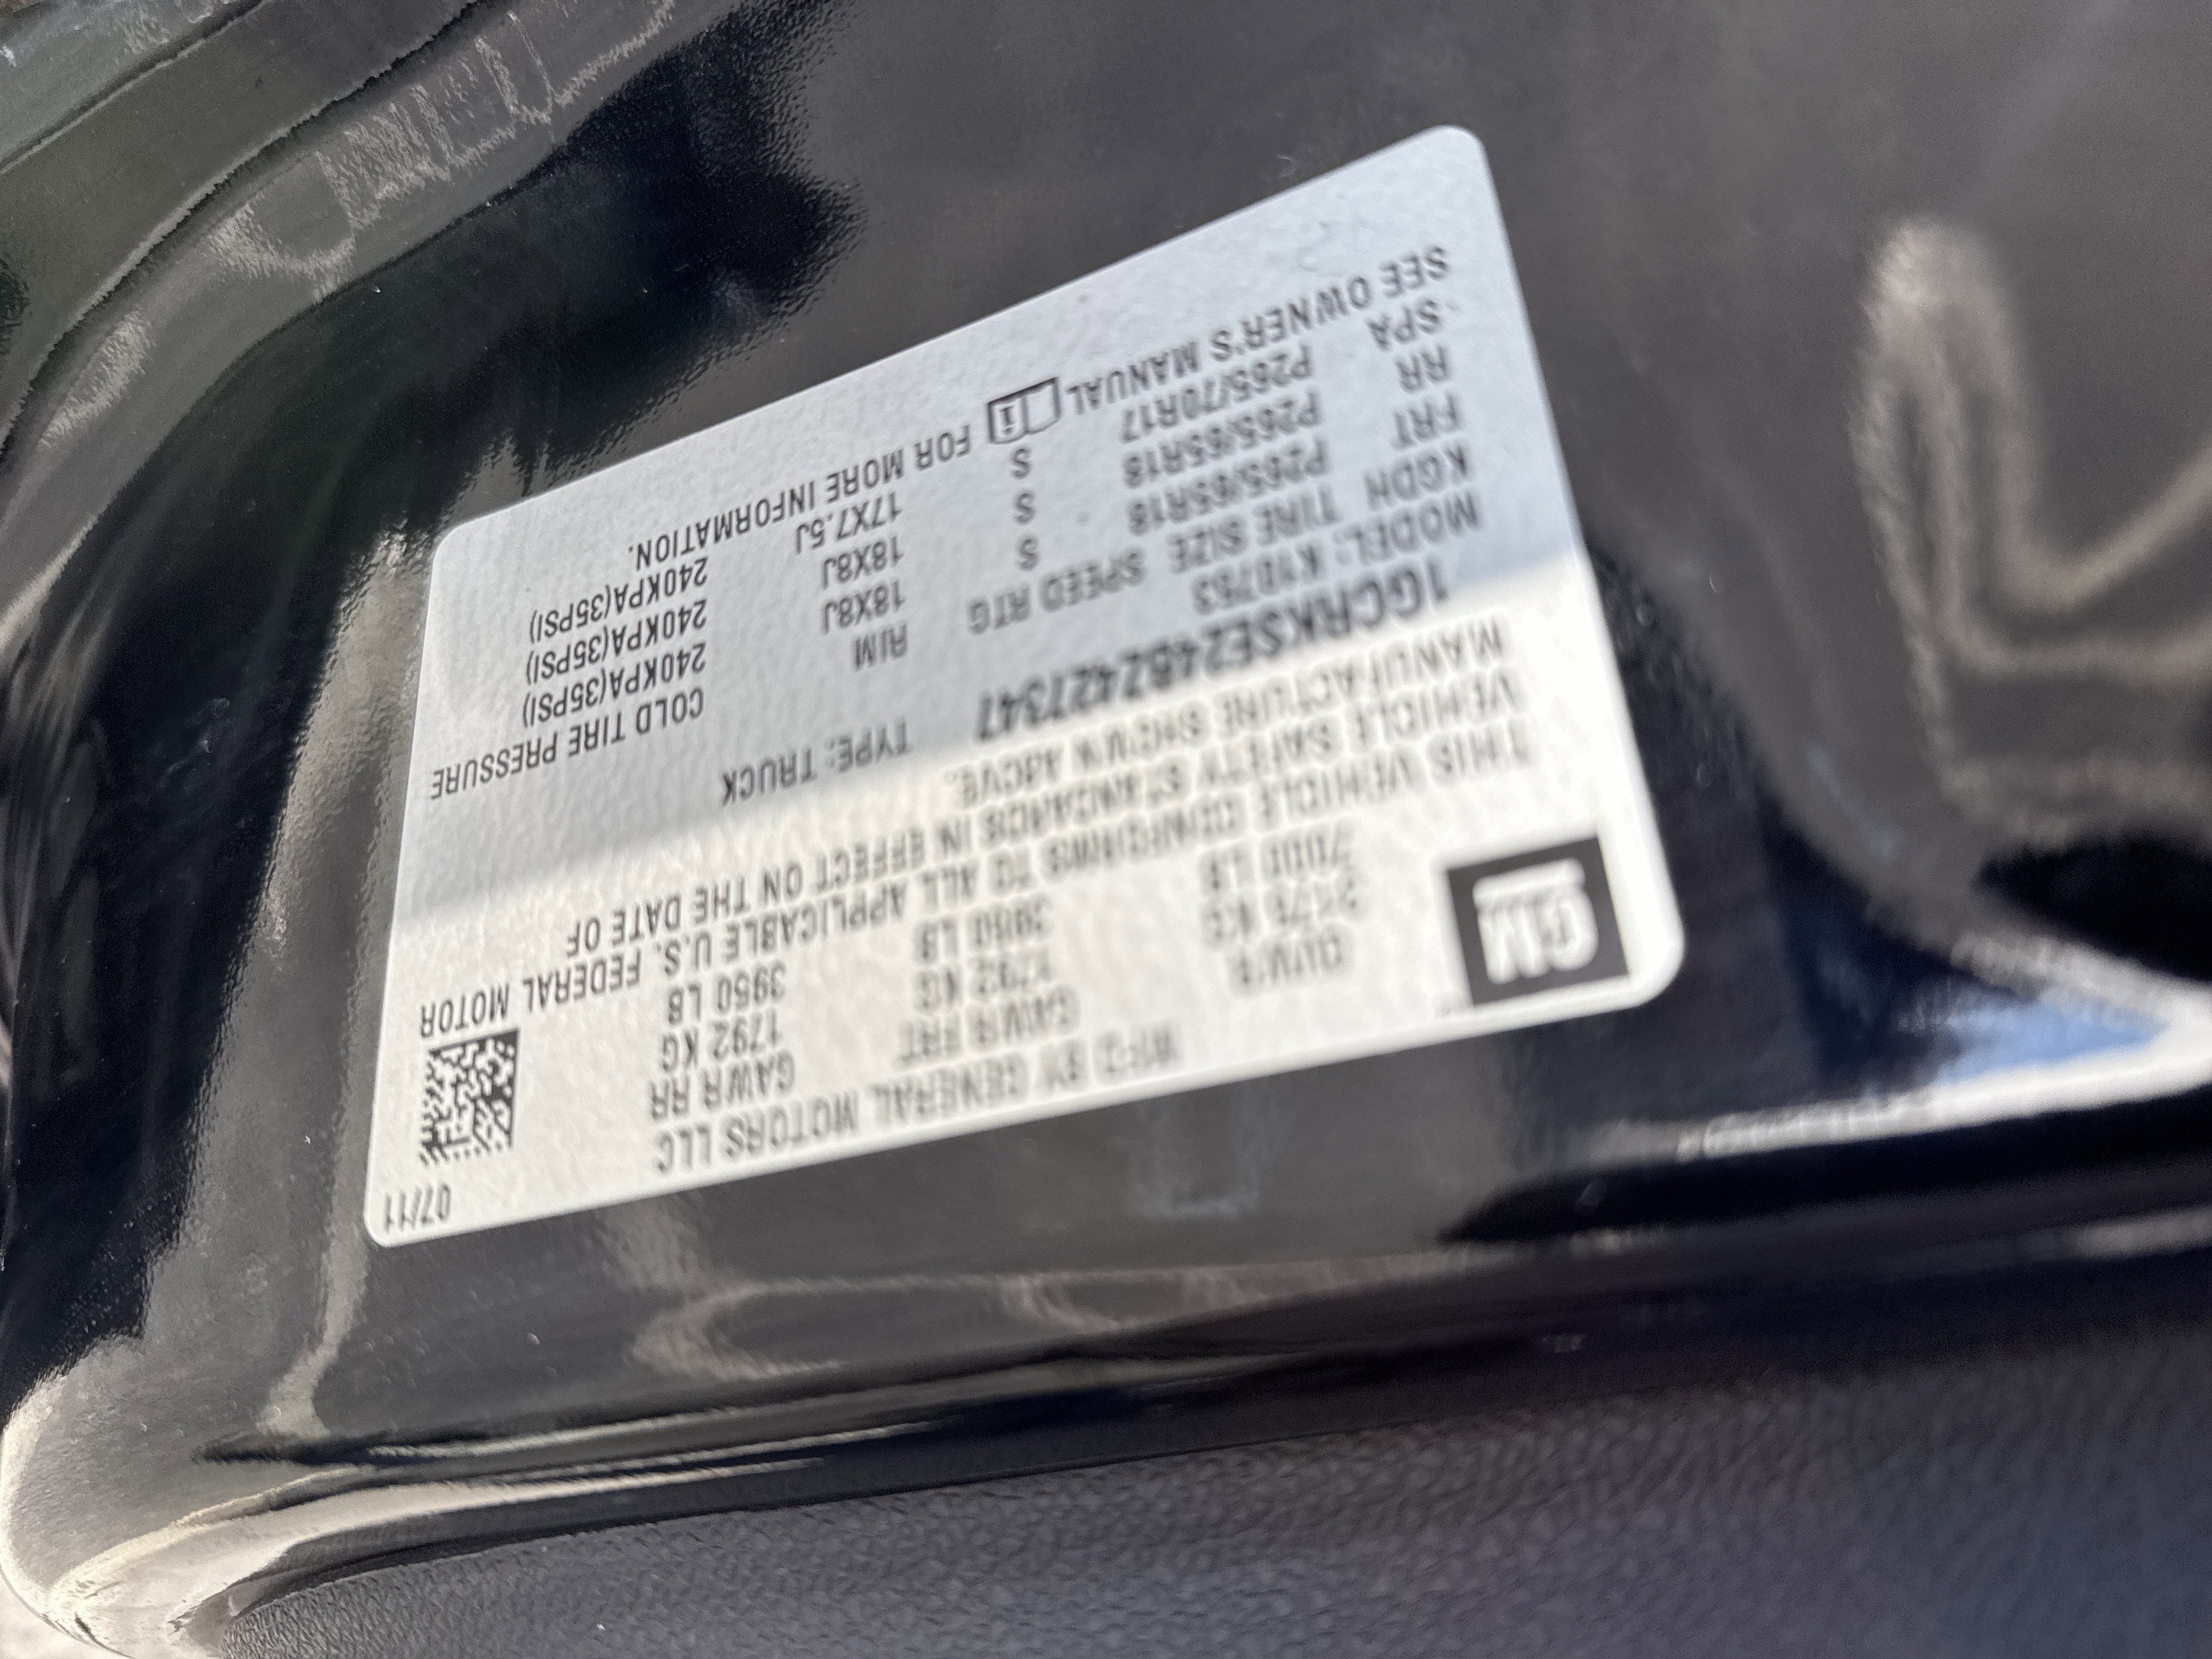 GM
MFD BY GENERAL MOTORS LLC 07/11
GVWR GAWR FRT GAWR RR
3175 KG 1792 KG 1792 KG
7000 LB 3950 LB 3950 LB
THIS VEHICLE CONFORMS TO ALL APPLICABLE U.S. FEDERAL MOTOR
VEHICLE SAFETY STANDARDS IN EFFECT ON THE DATE OF
MANUFACTURE SHOWN ABOVE.
1GCRKSE24BZ427347 TYPE: TRUCK
MODEL: K10753
KGDH TIRE SIZE SPEED RTG RIM COLD TIRE PRESSURE
FRT P265/65R18 S 18X8J 240KPA(35PSI)
RR P265/65R18 S 18X8J 240KPA(35PSI)
SPA P265/70R17 S 17X7.5J 240KPA(35PSI)
SEE OWNER'S MANUAL i FOR MORE INFORMATION.